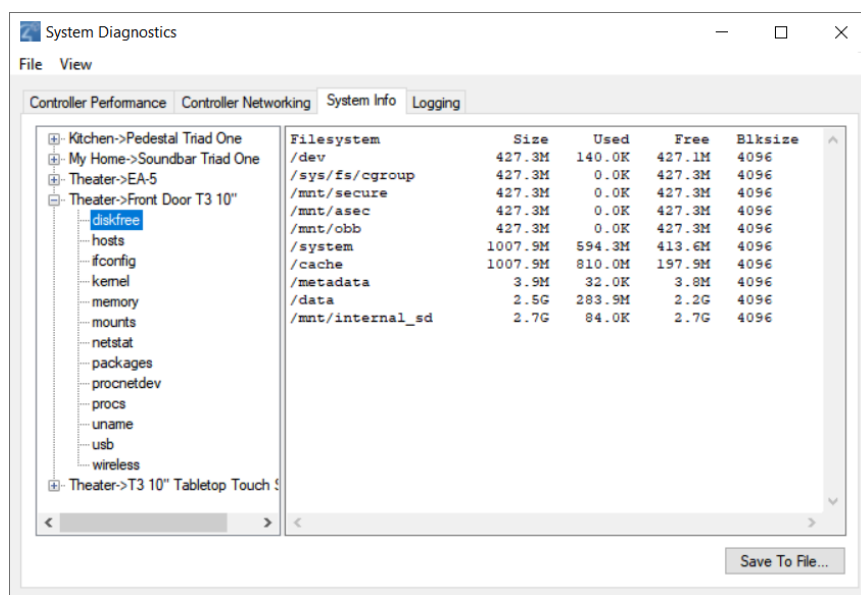 System Diagnostics
File View
Controller Performance Controller Networking System Info Logging
Kitchen->Pedestal Triad One
My Home->Soundbar Triad One
Theater->EA-5
Theater->Front Door T3 10"
diskfree
hosts
ifconfig
kernel
memory
mounts
netstat
packages
procnetdev
procs
uname
usb
wireless
Theater->T3 10" Tabletop Touch S
Filesystem Size Used Free Blksize
/dev 427.3M 140.0K 427.1M 4096
/sys/fs/cgroup 427.3M 0.0K 427.3M 4096
/mnt/secure 427.3M 0.0K 427.3M 4096
/mnt/asec 427.3M 0.0K 427.3M 4096
/mnt/obb 427.3M 0.0K 427.3M 4096
/system 1007.9M 594.3M 413.6M 4096
/cache 1007.9M 810.0M 197.9M 4096
/metadata 3.9M 32.0K 3.8M 4096
/data 2.5G 283.9M 2.2G 4096
/mnt/internal_sd 2.7G 84.0K 2.7G 4096
Save To File...